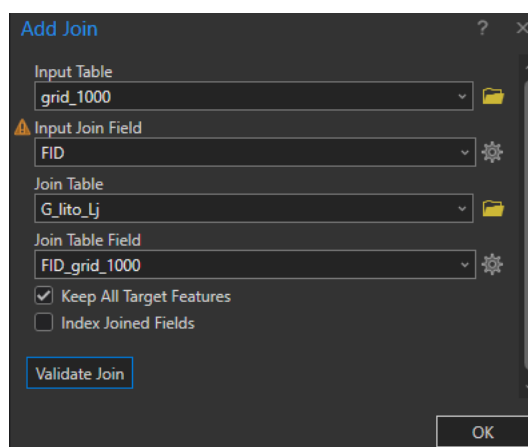 Add Join
Input Table
grid_1000
Input Join Field
FID
Join Table
G_lito_Lj
Join Table Field
FID_grid_1000
Keep All Target Features
Index Joined Fields
Validate Join
OK